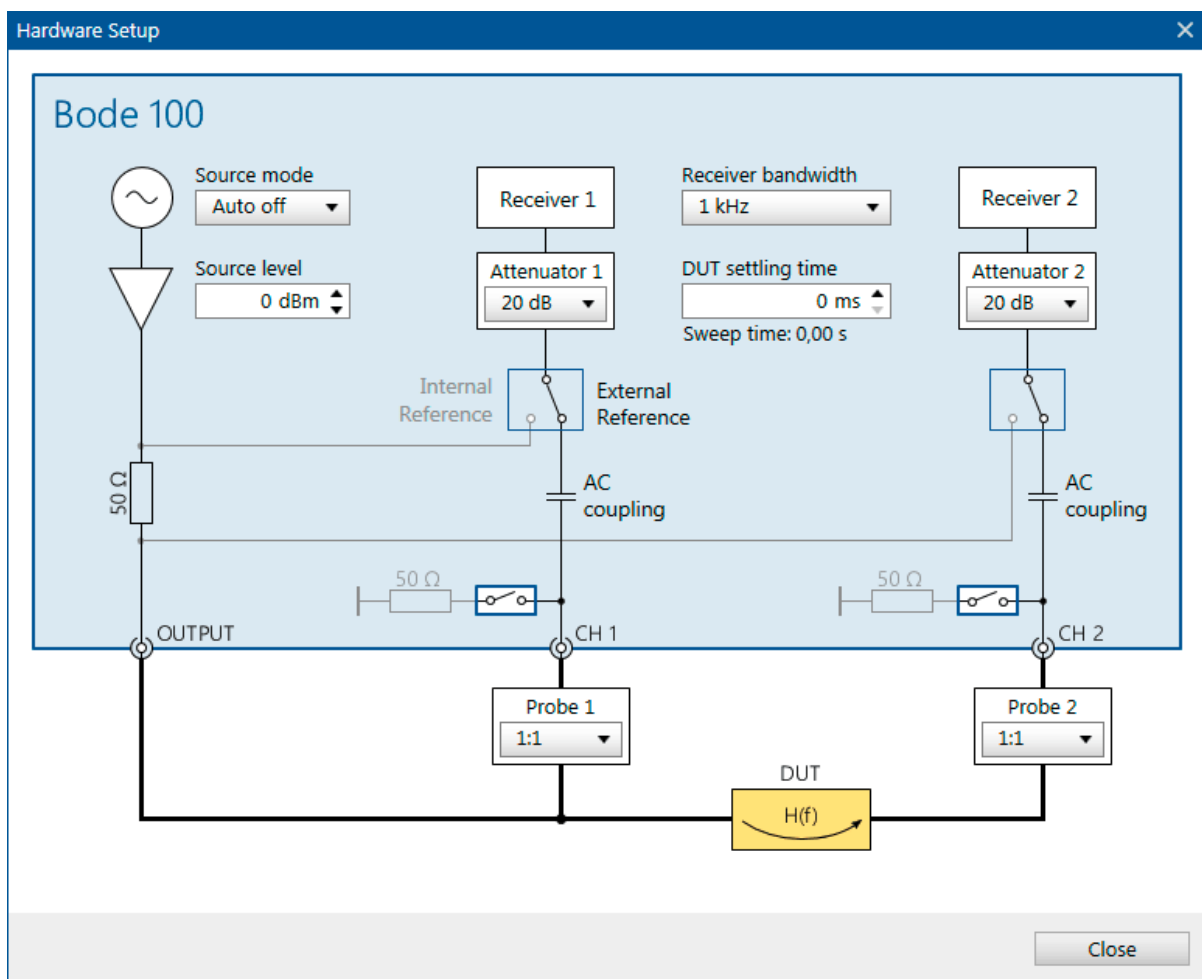 Hardware Setup
Bode 100
Source mode
Auto off
Source level
0 dBm
Receiver 1
Attenuator 1
20 dB
Receiver bandwidth
1 kHz
DUT settling time
0 ms
Sweep time: 0,00 s
Receiver 2
Attenuator 2
20 dB
Internal
Reference
External
Reference
50 Ω
AC
coupling
AC
coupling
50 Ω
50 Ω
OUTPUT
CH 1
CH 2
Probe 1
1:1
Probe 2
1:1
DUT
H(f)
Close